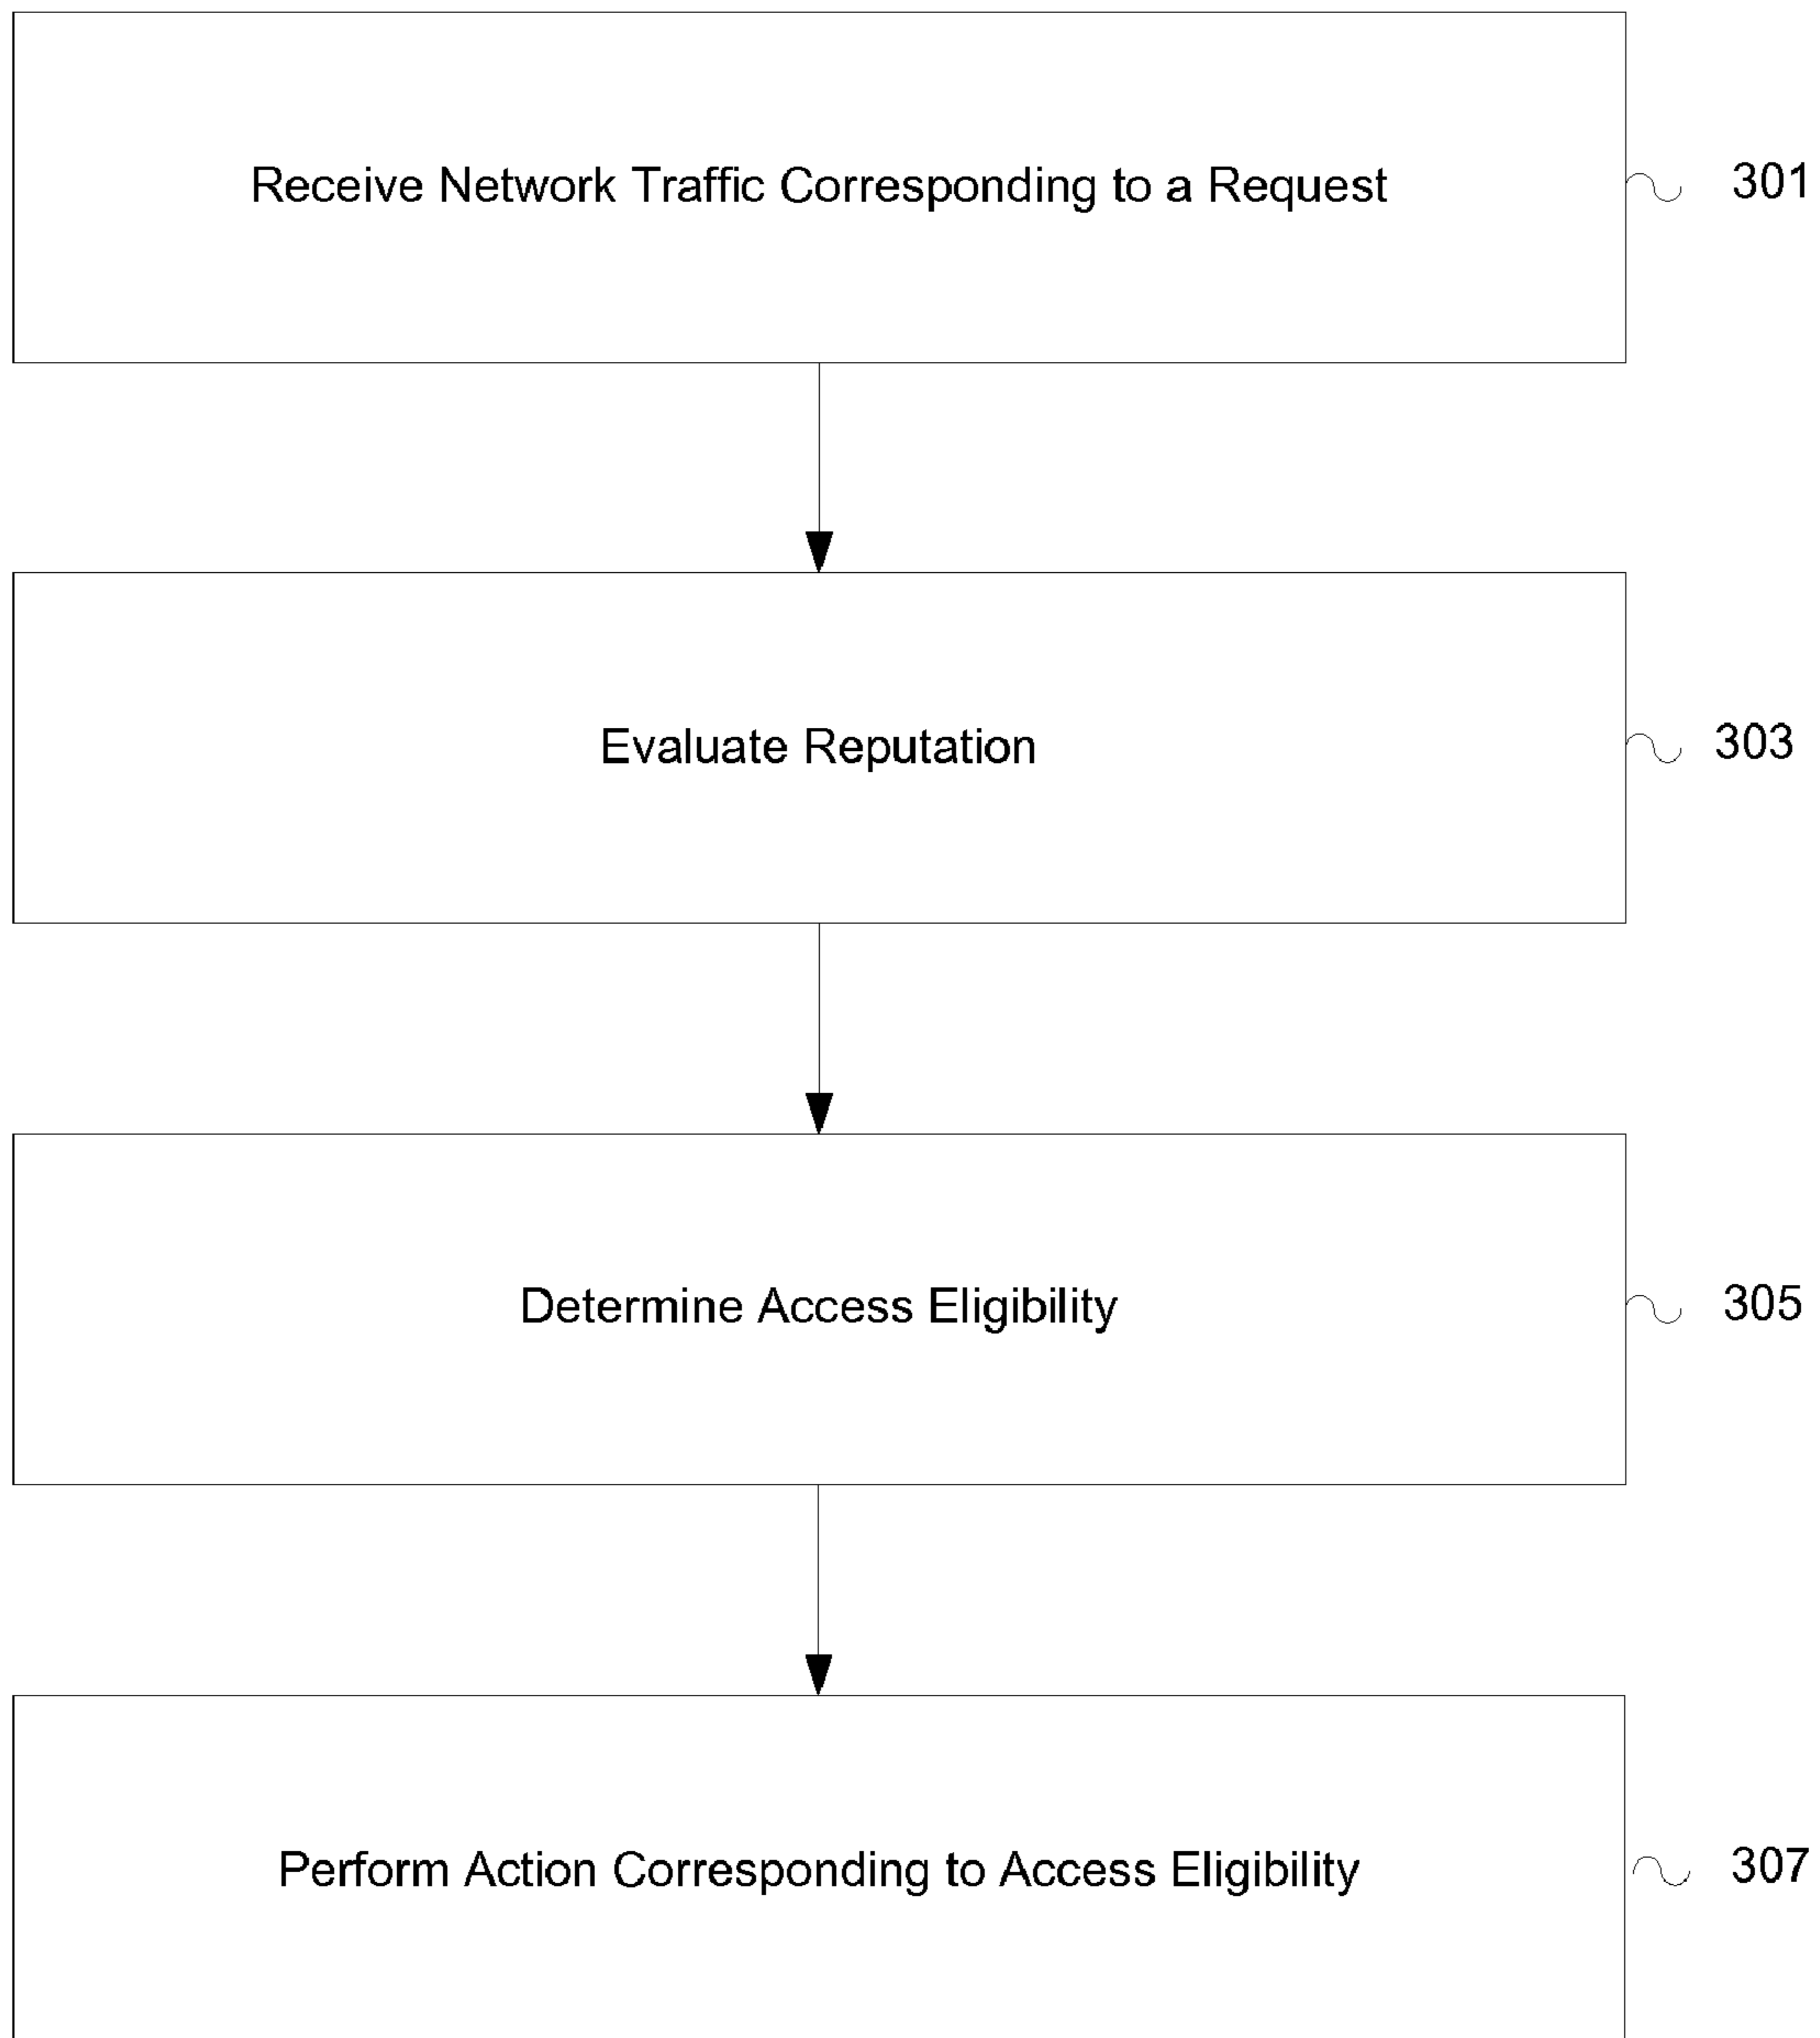 Receive Network Traffic Corresponding to a Request
301
Evaluate Reputation
303
Determine Access Eligibility
305
Perform Action Corresponding to Access Eligibility
307